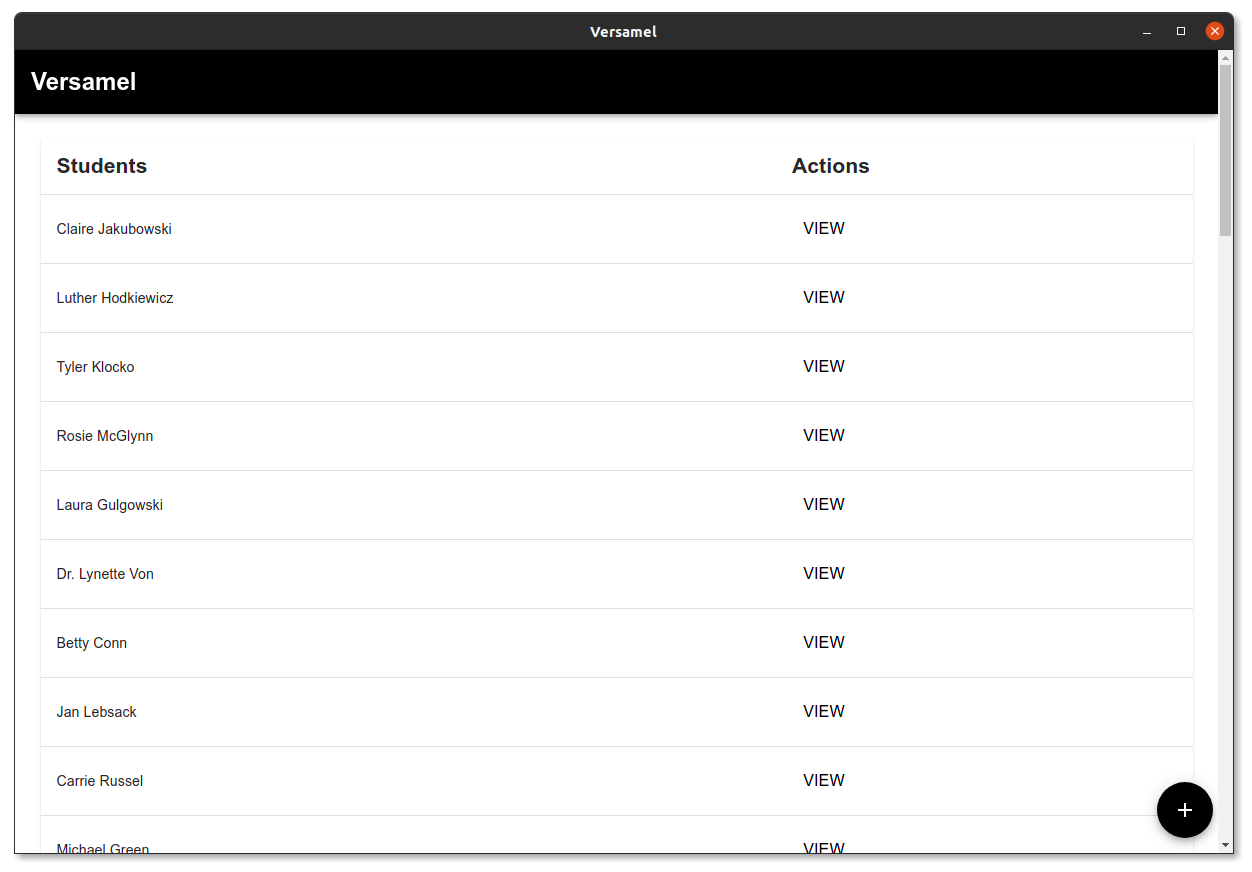 Versamel
Versamel
Students Actions
Claire Jakubowski VIEW
Luther Hodkiewicz VIEW
Tyler Klocko VIEW
Rosie McGlynn VIEW
Laura Gulgowski VIEW
Dr. Lynette Von VIEW
Betty Conn VIEW
Jan Lebsack VIEW
Carrie Russel VIEW
Michael Green VIEW